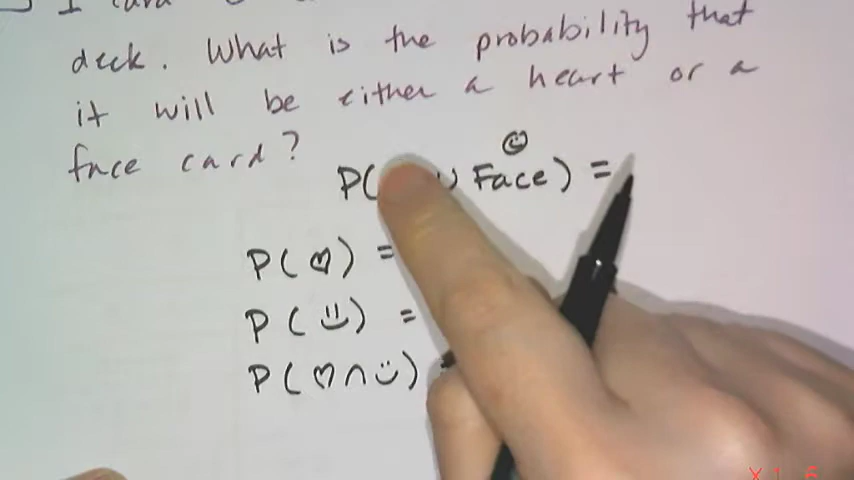 deck. What is the probability that
it will be either a heart or a
face card?
☺
P( ∪ Face) =
P(♡) =
P(☺) =
P(♡∩☺)